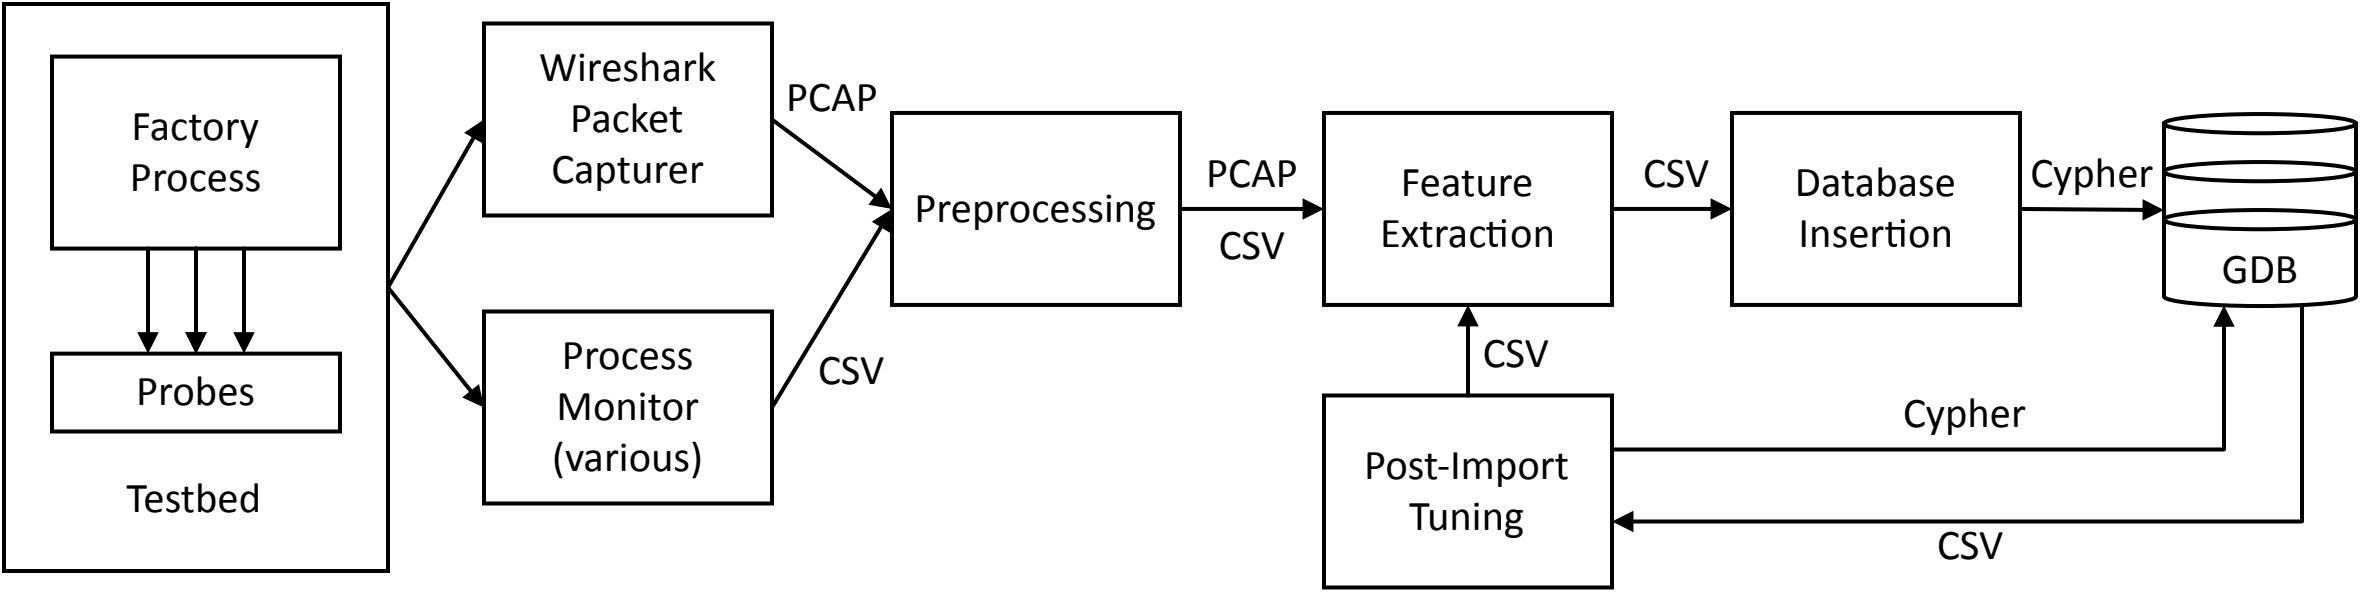 Factory
Process
Probes
Testbed
Wireshark
Packet
Capturer
Process
Monitor
(various)
PCAP
CSV
Preprocessing
PCAP
CSV
Feature
Extraction
CSV
Post-Import
Tuning
CSV
Database
Insertion
Cypher
GDB
Cypher
CSV